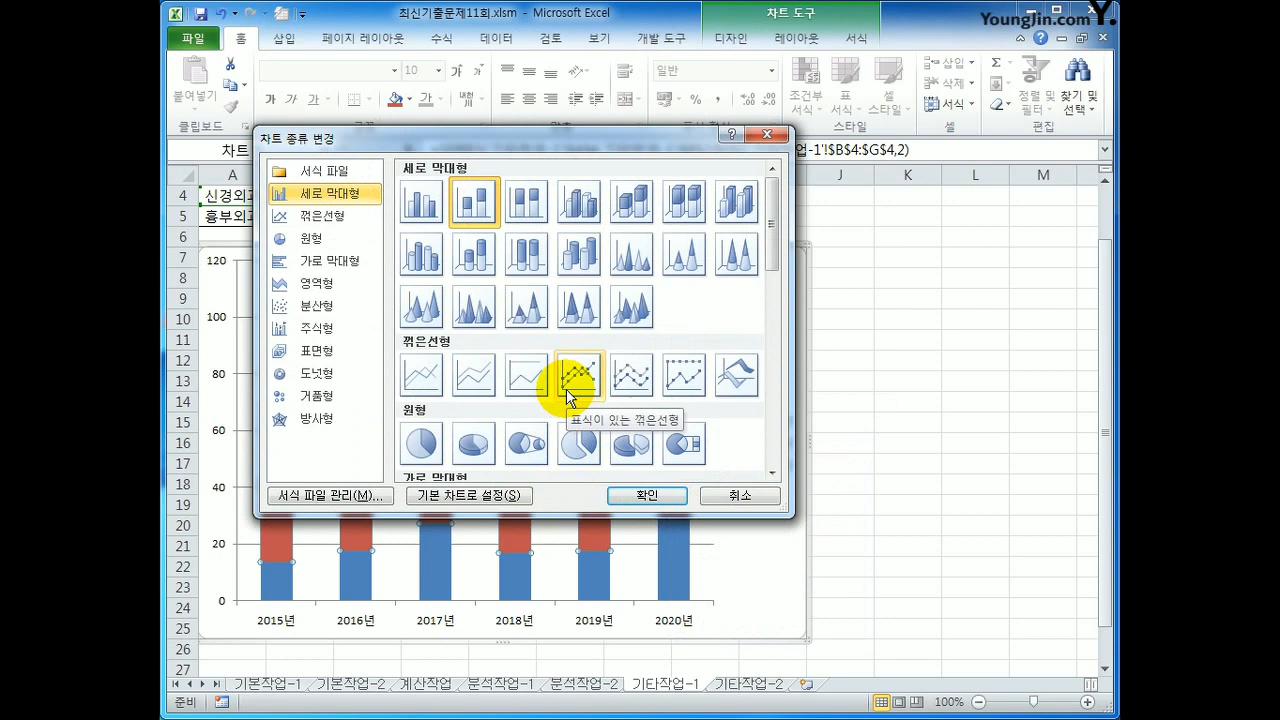 최신기출문제11회.xlsm - Microsoft Excel
차트 도구
YoungJin.com Y.
파일 홈 삽입 페이지 레이아웃 수식 데이터 검토 보기 개발 도구 디자인 레이아웃 서식
붙여넣기
클립보드
10
가 가 가
일반
조건부 서식
표 서식
셀 스타일
스타일
삽입
삭제
서식
셀
정렬 및 필터
찾기 및 선택
편집
차트
업-1'!$B$4:$G$4,2)
차트 종류 변경
서식 파일
세로 막대형
꺾은선형
원형
가로 막대형
영역형
분산형
주식형
표면형
도넛형
거품형
방사형
세로 막대형
꺾은선형
표식이 있는 꺾은선형
원형
가로 막대형
서식 파일 관리(M)...
기본 차트로 설정(S)
확인
취소
A J K L M
4 신경외과
5 흉부외과
6
7
8
9
10
11
12
13
14
15
16
17
18
19
20
21
22
23
24
25
26
27
120
100
80
60
40
20
0
2015년 2016년 2017년 2018년 2019년 2020년
기본작업-1 기본작업-2 계산작업 분석작업-1 분석작업-2 기타작업-1 기타작업-2
준비
100%